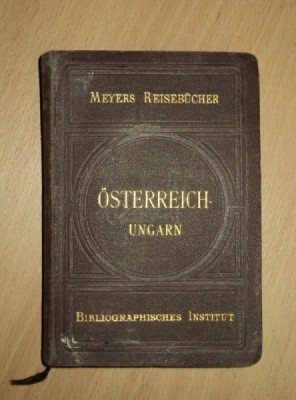 MEYERS REISEBÜCHER
ÖSTERREICH-
UNGARN
BIBLIOGRAPHISCHES INSTITUT